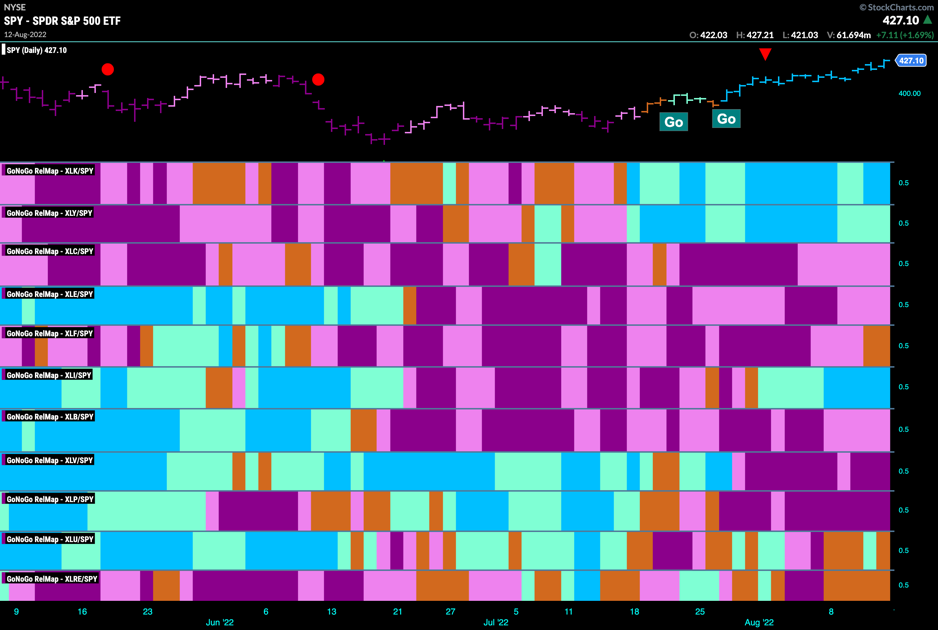 NYSE
© StockCharts.com
SPY - SPDR S&P 500 ETF
427.10
12-Aug-2022
O: 422.03 H: 427.21 L: 421.03 V: 61.694m +7.11 (+1.69%)
SPY (Daily) 427.10
427.10
400.00
Go
Go
GoNoGo RelMap - XLK/SPY
0.5
GoNoGo RelMap - XLY/SPY
0.5
GoNoGo RelMap - XLC/SPY
0.5
GoNoGo RelMap - XLE/SPY
0.5
GoNoGo RelMap - XLF/SPY
0.5
GoNoGo RelMap - XLI/SPY
0.5
GoNoGo RelMap - XLB/SPY
0.5
GoNoGo RelMap - XLV/SPY
0.5
GoNoGo RelMap - XLP/SPY
0.5
GoNoGo RelMap - XLU/SPY
0.5
GoNoGo RelMap - XLRE/SPY
0.5
9 16 23 6 13 21 27 5 11 18 25 8
Jun '22 Jul '22 Aug '22